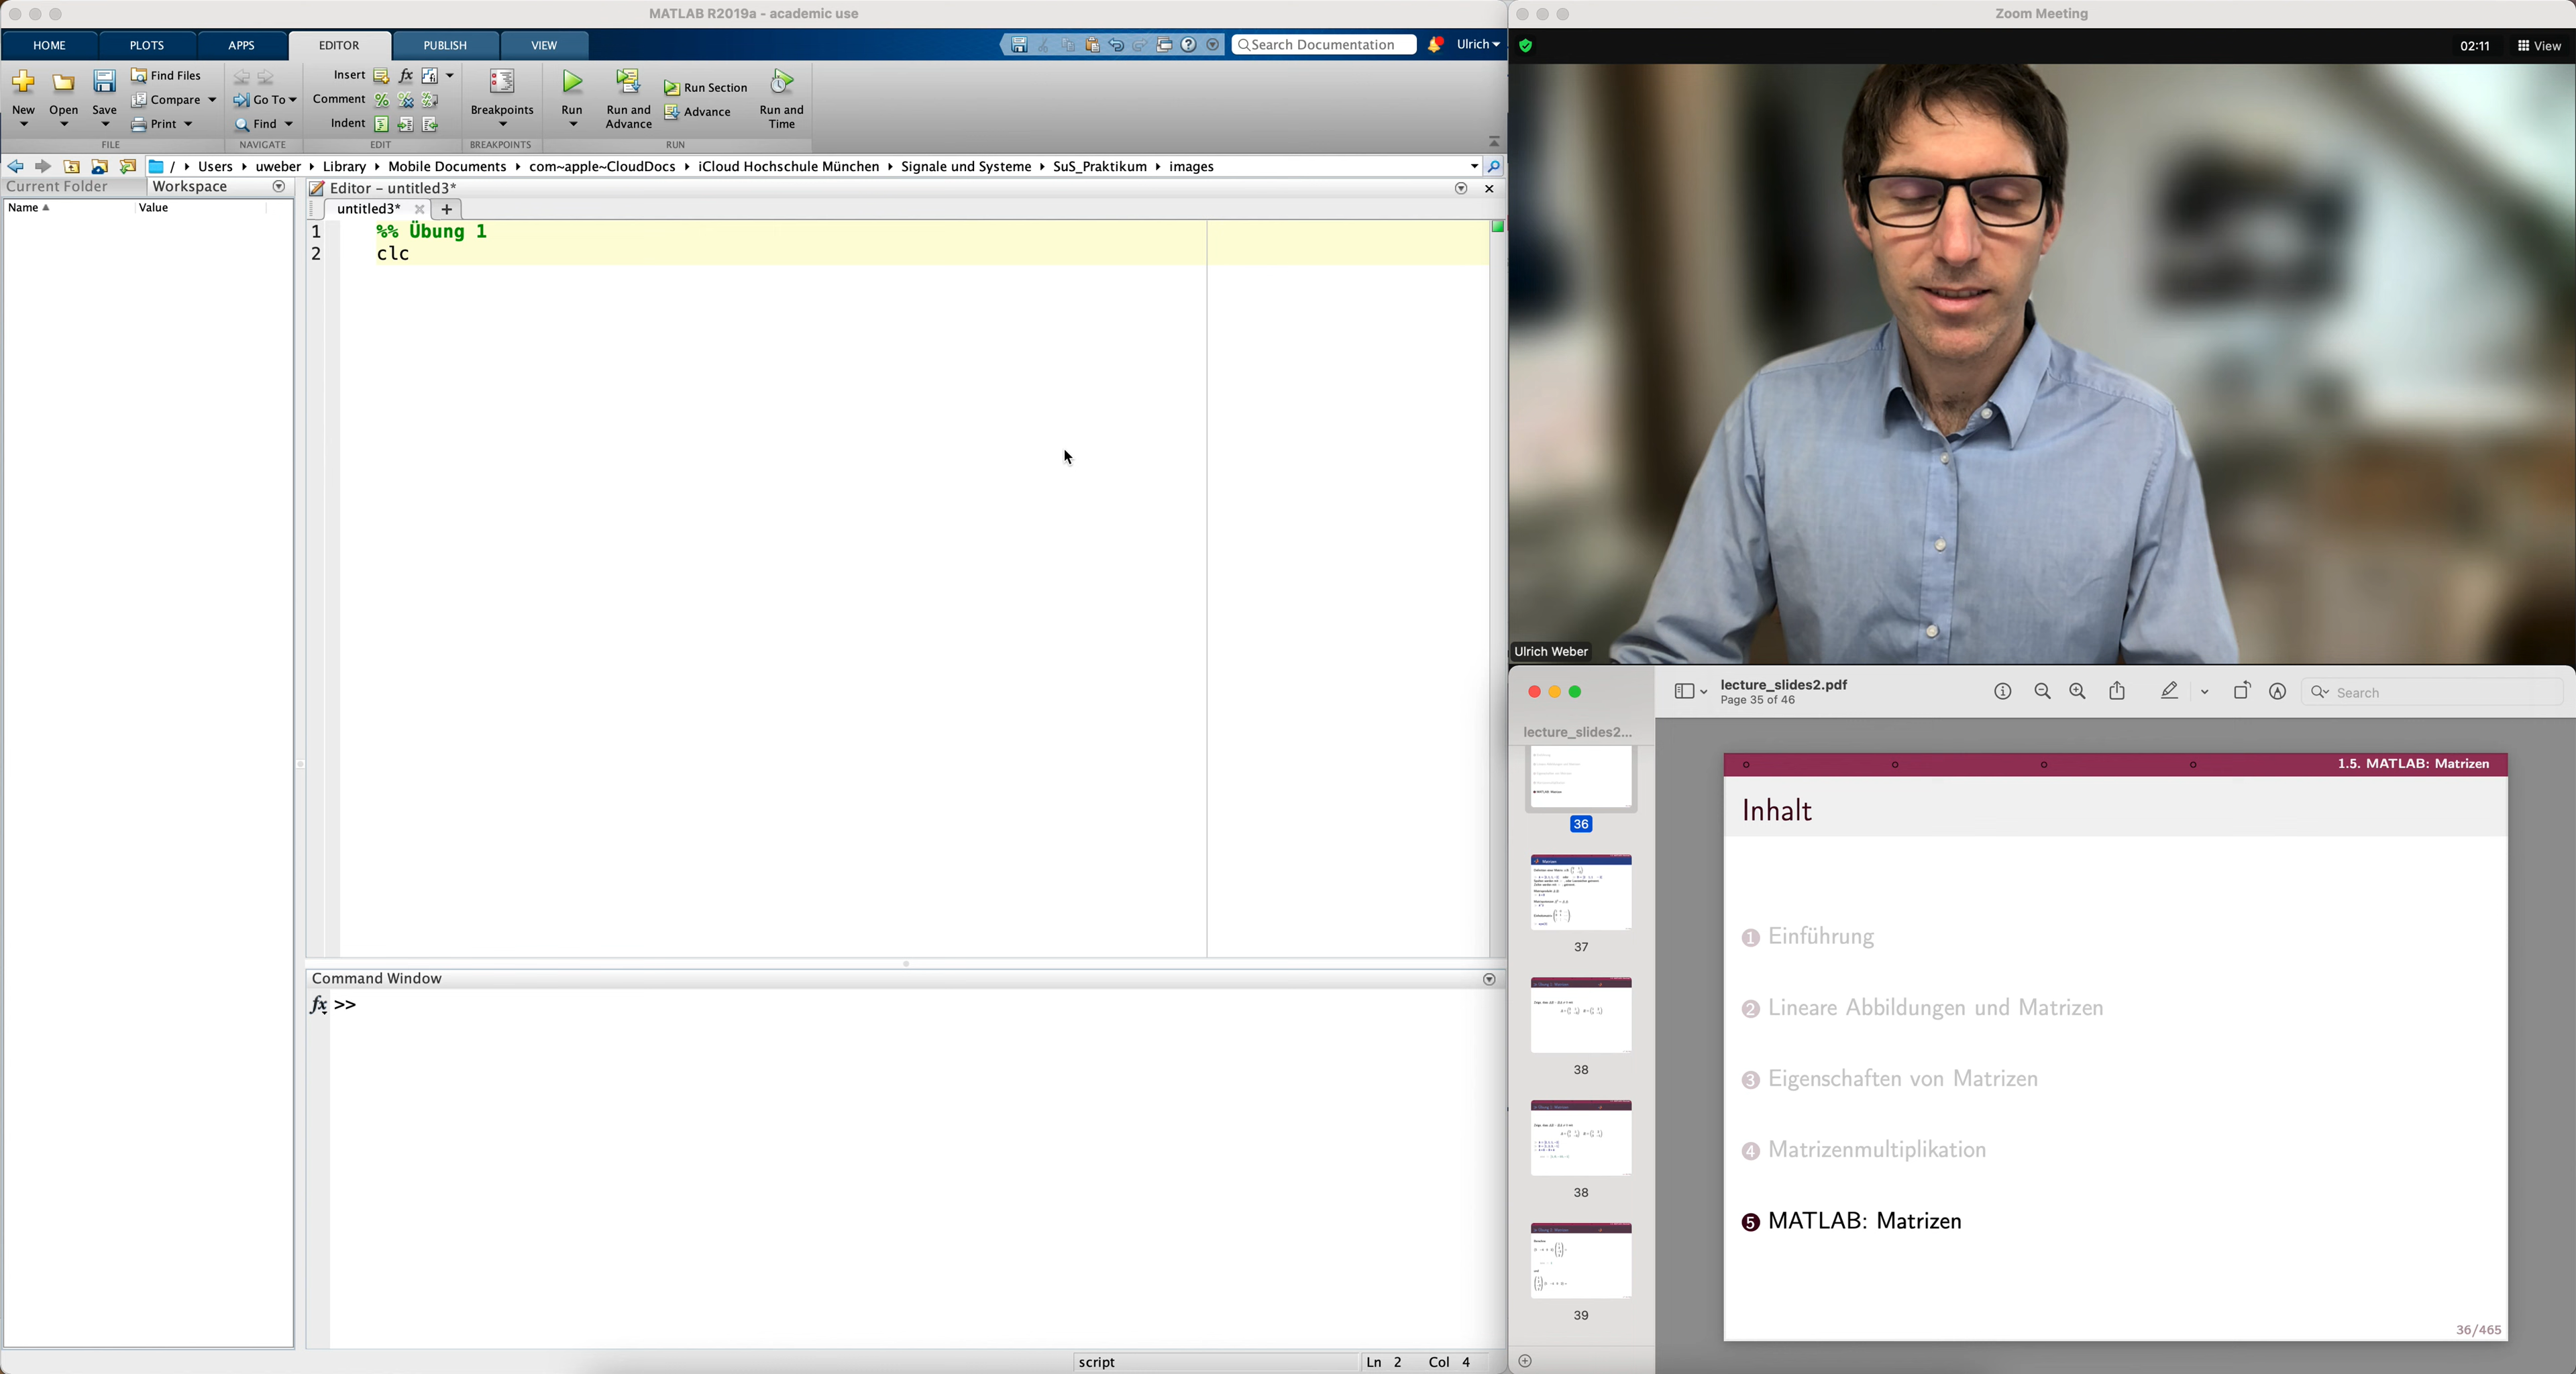 MATLAB R2019a - academic use
HOME PLOTS APPS EDITOR PUBLISH VIEW
Search Documentation
Ulrich
New
Open
Save
Find Files
Compare
Print
FILE
Go To
Find
NAVIGATE
Insert fx
Comment
Indent
EDIT
Breakpoints
BREAKPOINTS
Run
Run and Advance
Run Section
Advance
Run and Time
RUN
/ Users uweber Library Mobile Documents com~apple~CloudDocs iCloud Hochschule München Signale und Systeme SuS_Praktikum images
Current Folder Workspace
Name Value
Editor – untitled3*
untitled3*
1 %% Übung 1
2 clc
Command Window
fx >>
script Ln 2 Col 4
Zoom Meeting
02:11 View
Ulrich Weber
lecture_slides2.pdf
Page 35 of 46
Search
lecture_slides2...
36
37
38
38
39
1.5. MATLAB: Matrizen
Inhalt
1 Einführung
2 Lineare Abbildungen und Matrizen
3 Eigenschaften von Matrizen
4 Matrizenmultiplikation
5 MATLAB: Matrizen
36/465